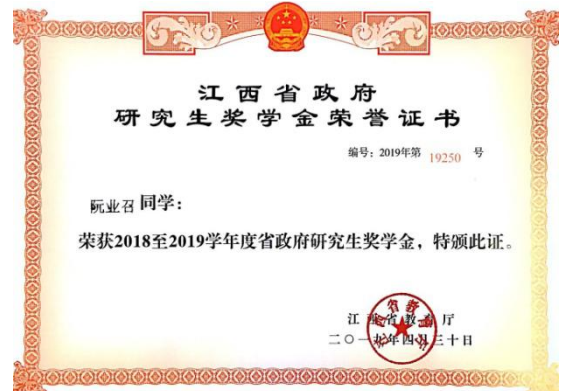 江西省政府
研究生奖学金荣誉证书
编号：2019年第 19250 号
阮业召同学：
荣获2018至2019学年度省政府研究生奖学金，特颁此证。
江西省教育厅
二〇一九年四月三十日